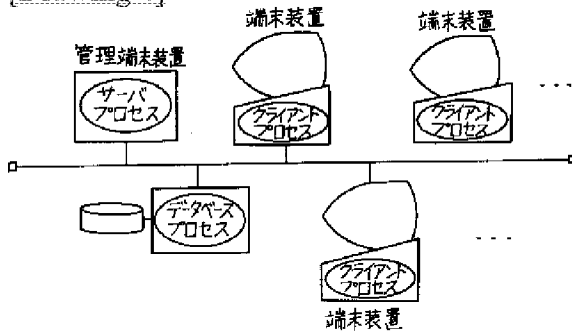 端末装置
端末装置
管理端末装置
サーバ
プロセス
クライアント
プロセス
クライアント
プロセス
データベース
プロセス
クライアント
プロセス
端末装置